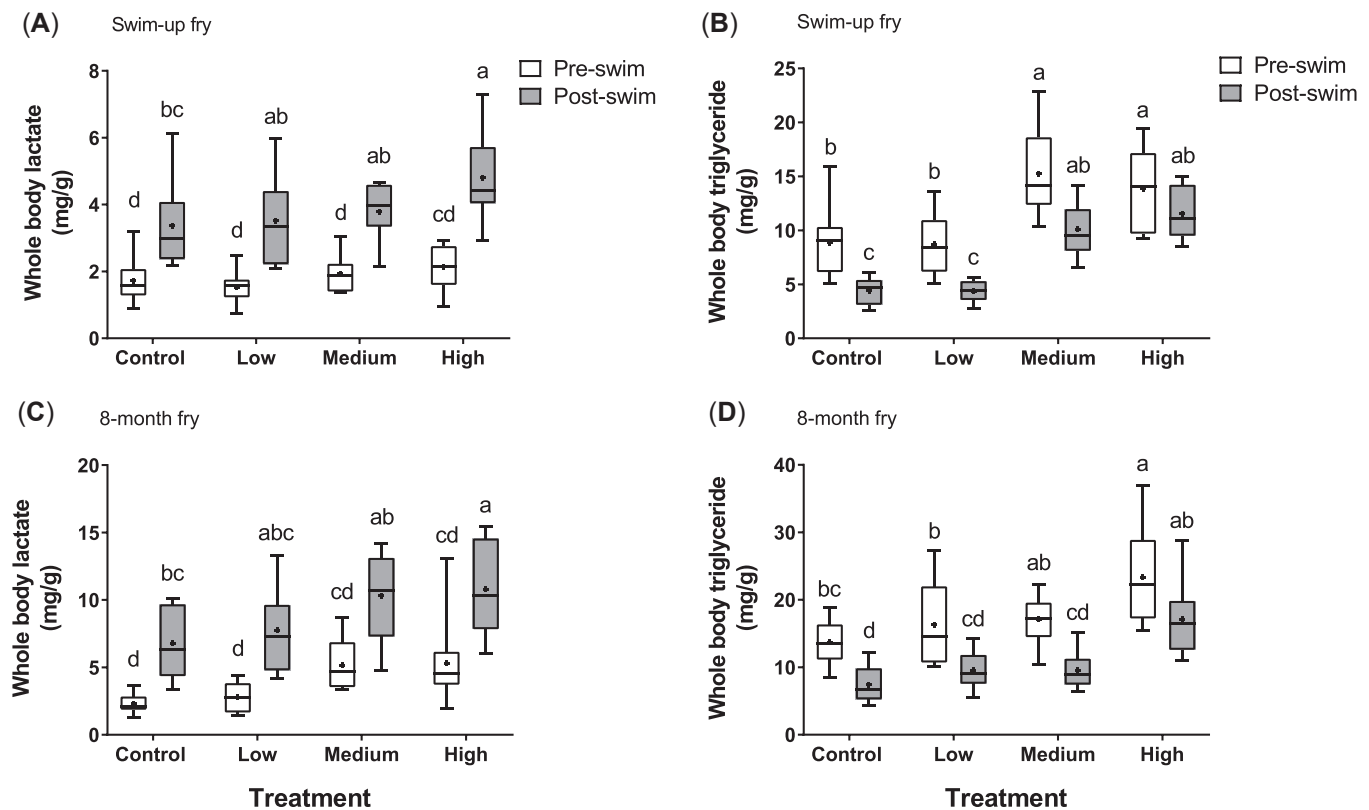 (A) Swim-up fry
Pre-swim
Post-swim
Whole body lactate
(mg/g)
8
6
4
2
0
d bc d ab d ab cd a
Control Low Medium High
(B) Swim-up fry
Pre-swim
Post-swim
Whole body triglyceride
(mg/g)
25
20
15
10
5
0
b c b c a ab a ab
Control Low Medium High
(C) 8-month fry
Whole body lactate
(mg/g)
20
15
10
5
0
d bc d abc cd ab cd a
Control Low Medium High
Treatment
(D) 8-month fry
Whole body triglyceride
(mg/g)
40
30
20
10
0
bc d b cd ab cd a ab
Control Low Medium High
Treatment